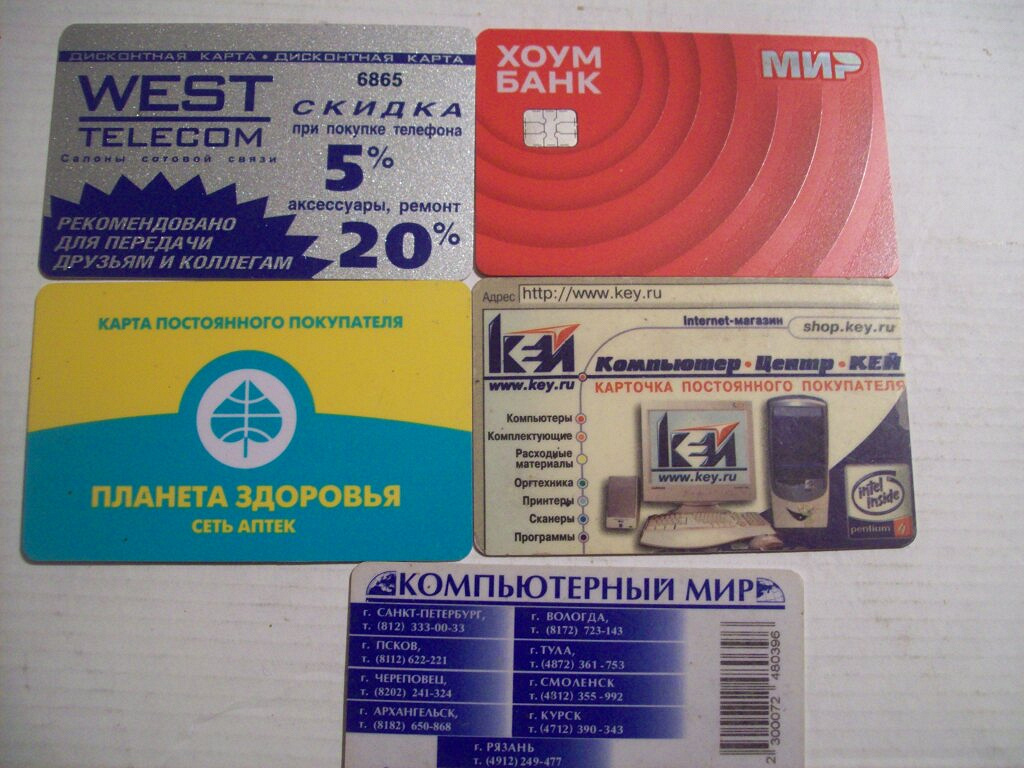 ДИСКОНТНАЯ КАРТА • ДИСКОНТНАЯ КАРТА
WEST
TELECOM
Салоны сотовой связи
6865
СКИДКА
при покупке телефона
5%
аксессуары, ремонт
20%
РЕКОМЕНДОВАНО
ДЛЯ ПЕРЕДАЧИ
ДРУЗЬЯМ И КОЛЛЕГАМ
ХОУМ
БАНК
МИР
КАРТА ПОСТОЯННОГО ПОКУПАТЕЛЯ
ПЛАНЕТА ЗДОРОВЬЯ
СЕТЬ АПТЕК
Адрес http://www.key.ru
Internet-магазин shop.key.ru
КЕЙ
www.key.ru
Компьютер • Центр • КЕЙ
КАРТОЧКА ПОСТОЯННОГО ПОКУПАТЕЛЯ
Компьютеры
Комплектующие
Расходные
материалы
Оргтехника
Принтеры
Сканеры
Программы
КЕЙ
www.key.ru
intel
inside
pentium 4
КОМПЬЮТЕРНЫЙ МИР
г. САНКТ-ПЕТЕРБУРГ,
т. (812) 333-00-33
г. ПСКОВ,
т. (8112) 622-221
г. ЧЕРЕПОВЕЦ,
т. (8202) 241-324
г. АРХАНГЕЛЬСК,
т. (8182) 650-868
г. ВОЛОГДА,
т. (8172) 723-143
г. ТУЛА,
т. (4872) 361-753
г. СМОЛЕНСК
т. (4812) 355-992
г. КУРСК
т. (4712) 390-343
г. РЯЗАНЬ
т. (4912) 249-477
2 300072 480396